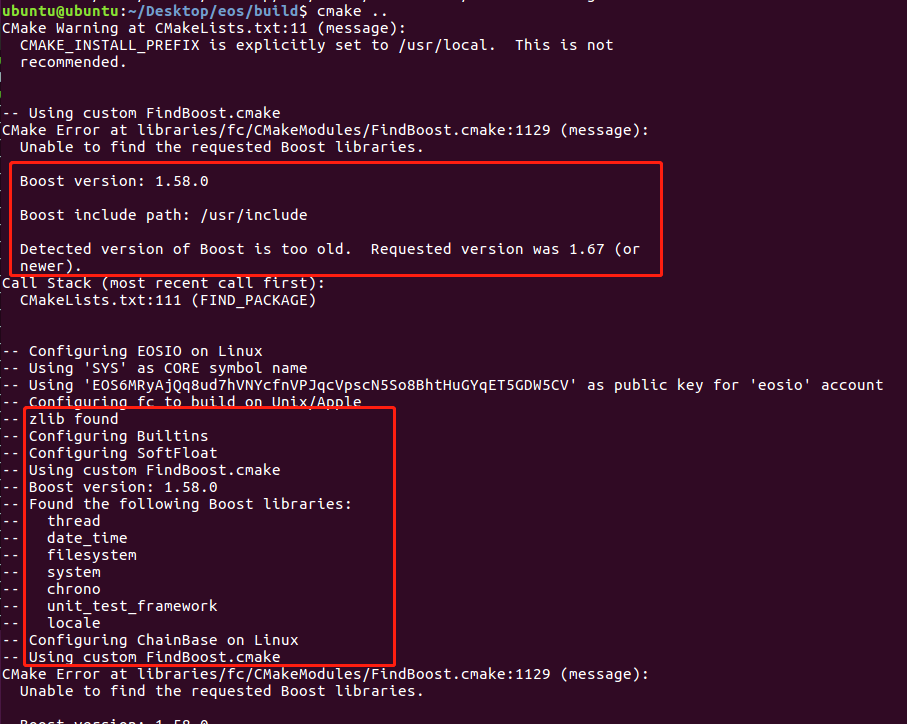 ubuntu@ubuntu:~/Desktop/eos/build$ cmake ..
CMake Warning at CMakeLists.txt:11 (message):
CMAKE_INSTALL_PREFIX is explicitly set to /usr/local.  This is not
recommended.
-- Using custom FindBoost.cmake
CMake Error at libraries/fc/CMakeModules/FindBoost.cmake:1129 (message):
Unable to find the requested Boost libraries.
Boost version: 1.58.0
Boost include path: /usr/include
Detected version of Boost is too old.  Requested version was 1.67 (or
newer).
Call Stack (most recent call first):
CMakeLists.txt:111 (FIND_PACKAGE)
-- Configuring EOSIO on Linux
-- Using 'SYS' as CORE symbol name
-- Using 'EOS6MRyAjQq8ud7hVNYcfnVPJqcVpscN5So8BhtHuGYqET5GDW5CV' as public key for 'eosio' account
-- Configuring fc to build on Unix/Apple
-- zlib found
-- Configuring Builtins
-- Configuring SoftFloat
-- Using custom FindBoost.cmake
-- Boost version: 1.58.0
-- Found the following Boost libraries:
--   thread
--   date_time
--   filesystem
--   system
--   chrono
--   unit_test_framework
--   locale
-- Configuring ChainBase on Linux
-- Using custom FindBoost.cmake
CMake Error at libraries/fc/CMakeModules/FindBoost.cmake:1129 (message):
Unable to find the requested Boost libraries.
Boost version: 1.58.0